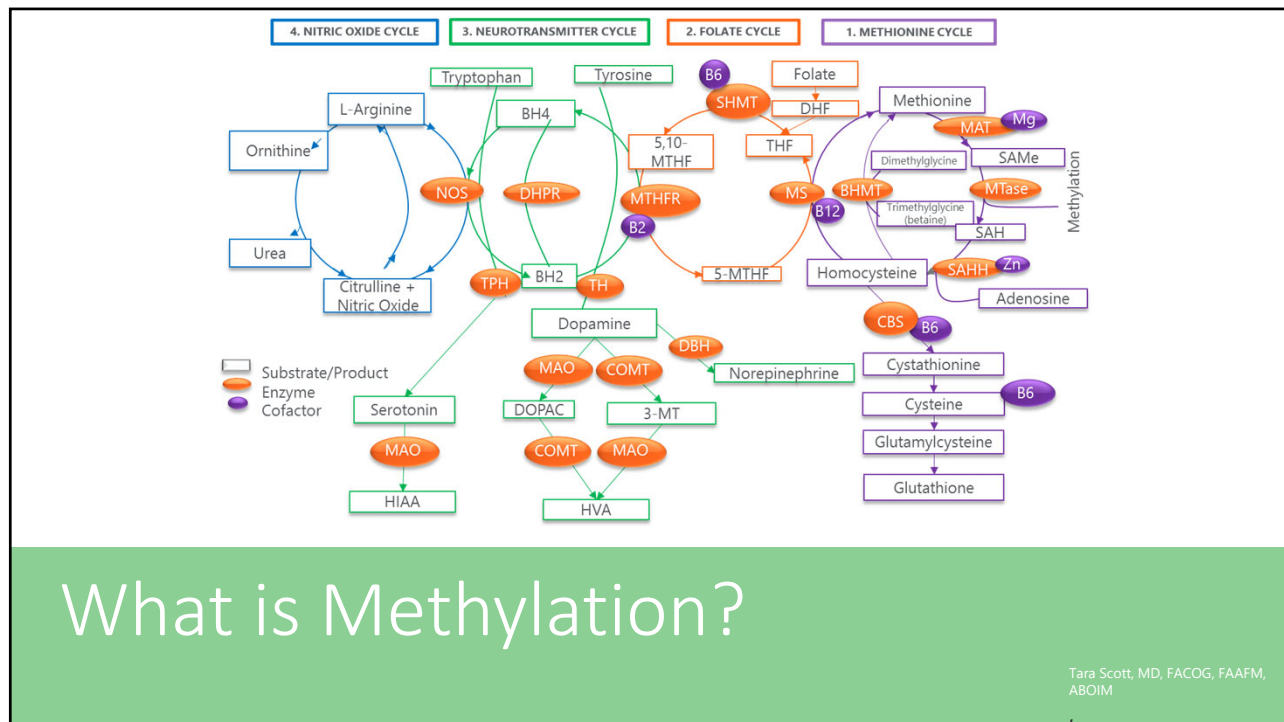 4. NITRIC OXIDE CYCLE
3. NEUROTRANSMITTER CYCLE
2. FOLATE CYCLE
1. METHIONINE CYCLE
Tryptophan
Tyrosine
B6
Folate
SHMT
L-Arginine
BH4
DHF
Methionine
MAT
Mg
Ornithine
5,10-
MTHF
THF
Dimethylglycine
SAMe
NOS
DHPR
MTHFR
MS
BHMT
MTase
Methylation
B2
B12
Trimethylglycine
(betaine)
SAH
Urea
BH2
5-MTHF
Homocysteine
SAHH
Zn
TPH
TH
Citrulline +
Nitric Oxide
Adenosine
Dopamine
CBS
B6
DBH
Substrate/Product
Enzyme
Cofactor
MAO
COMT
Norepinephrine
Cystathionine
Serotonin
DOPAC
3-MT
Cysteine
B6
MAO
COMT
MAO
Glutamylcysteine
HIAA
HVA
Glutathione
What is Methylation?
Tara Scott, MD, FACOG, FAAFM,
ABOIM